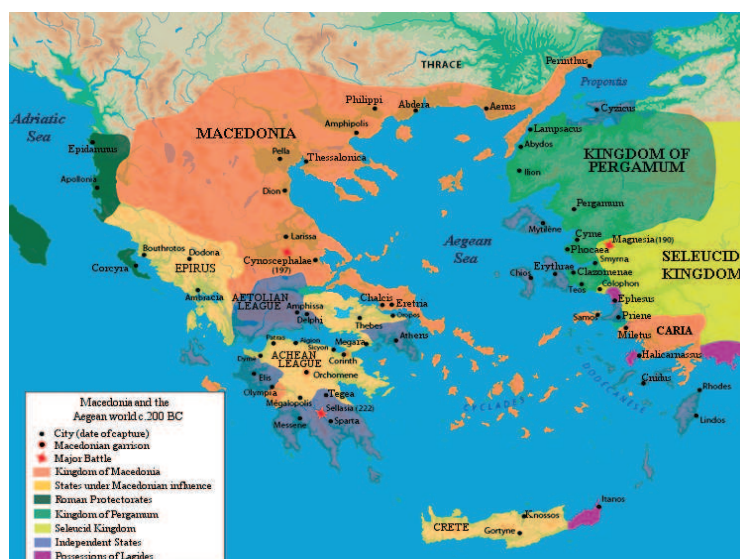 THRACE
Perinthus
Propontis
Cyzicus
Adriatic
Sea
Epidamnus
Apollonia
MACEDONIA
Philippi
Abdera
Aenus
Amphipolis
Pella
Thessalonica
Dion
Lampsacus
Abydos
Ilion
KINGDOM OF
PERGAMUM
Pergamum
Larissa
Bouthrotos
Dodona
EPIRUS
Corcyra
Ambracia
Cynoscephalae
(197)
Aegean
Sea
Mytilène
Cyme
Magnesia (190)
Phocaea
Smyrna
SELEUCID
KINGDOM
Chios
Erythrae
Clazomenae
Teos
Colophon
AETOLIAN
LEAGUE
Amphissa
Delphi
Chalcis
Eretria
Oropos
Thebes
Ephesus
Samos
Priene
Miletus
CARIA
Patras
Aigion
Sicyon
Megara
Athens
Dyme
ACHEAN
LEAGUE
Corinth
Elis
Orchomene
Olympra
Tegea
Mégalopolis
Sellasia (222)
Messene
Sparta
Halicarnassus
Cnidus
DODECANESE
CYCLADES
Rhodes
Lindos
Itanos
CRETE
Knossos
Gortyne
Macedonia and the
Aegean world c.200 BC
City (date of capture)
Macedonian garrison
Major Battle
Kingdom of Macedonia
States under Macedonian influence
Roman Protectorates
Kingdom of Pergamum
Seleucid Kingdom
Independent States
Possessions of Lagides